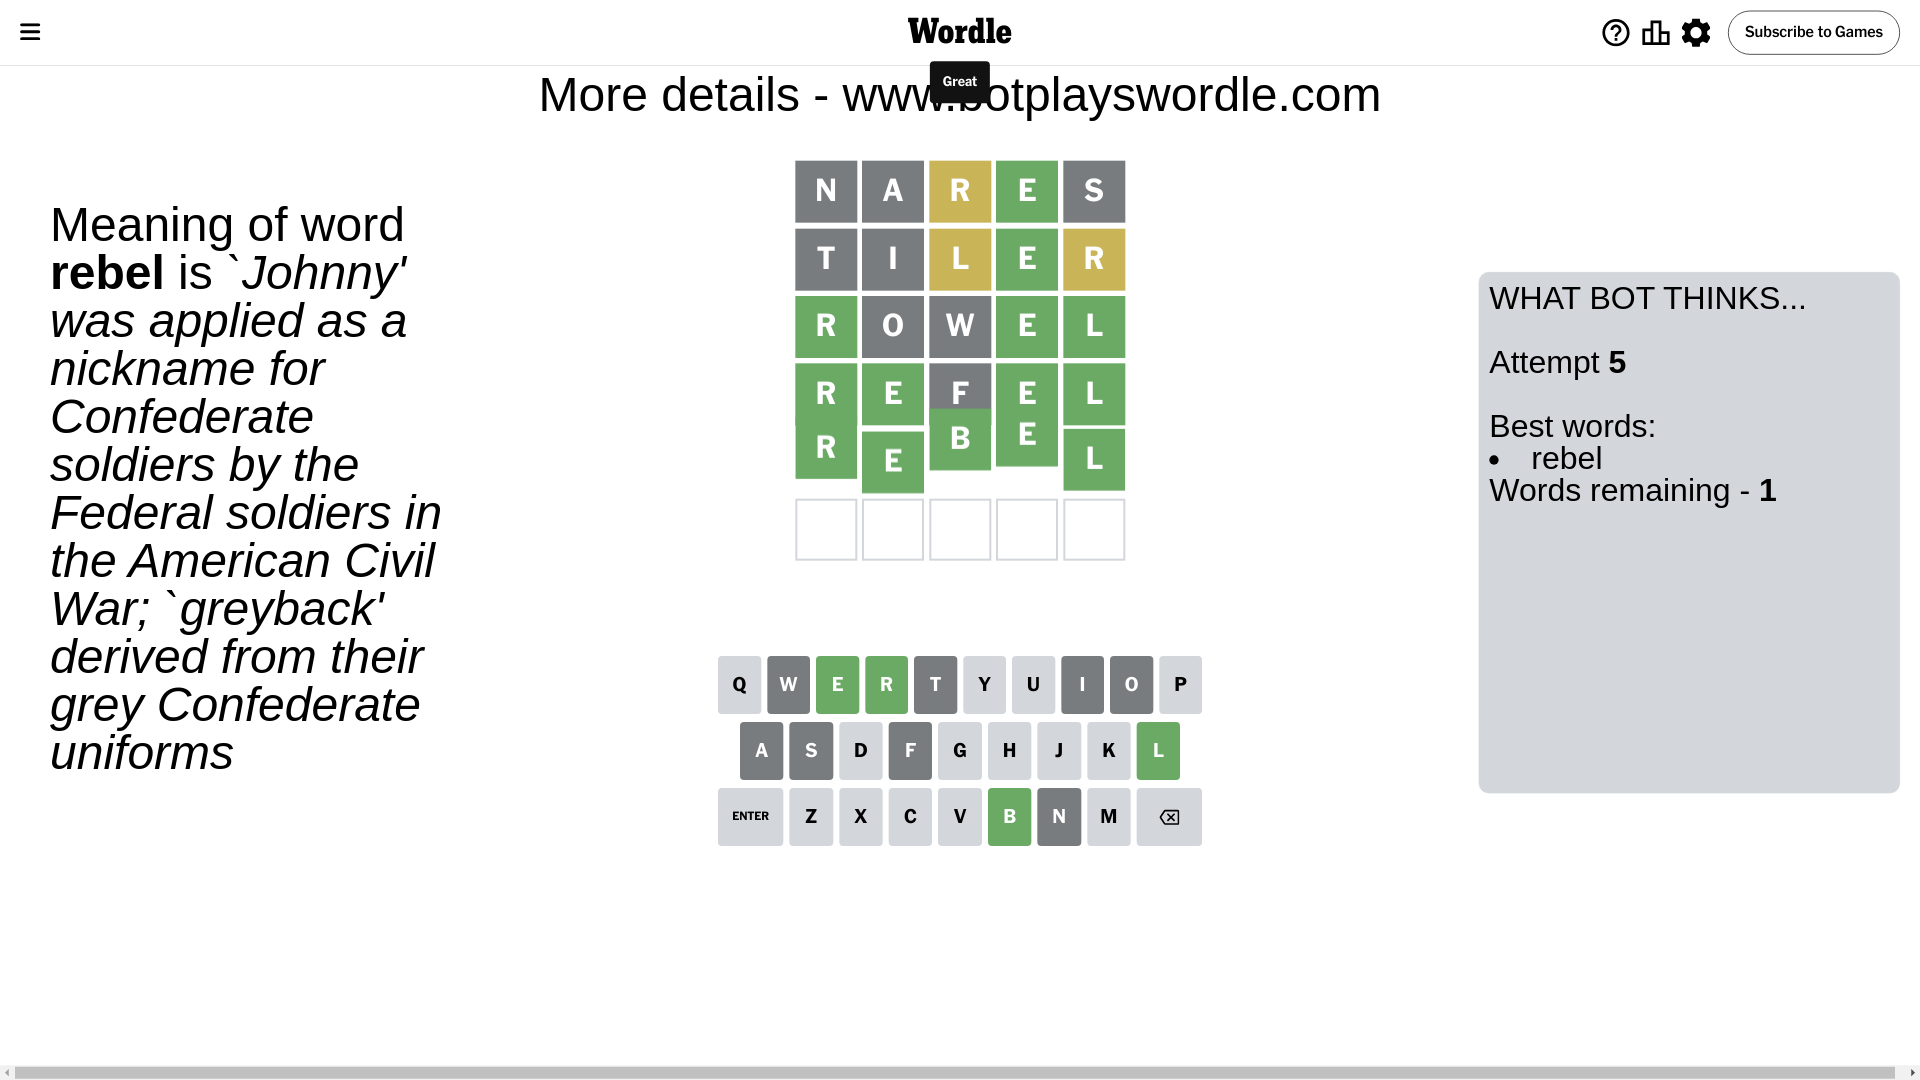 Wordle
Subscribe to Games
Great
More details - www.botplayswordle.com
Meaning of word
rebel is `Johnny'
was applied as a
nickname for
Confederate
soldiers by the
Federal soldiers in
the American Civil
War; `greyback'
derived from their
grey Confederate
uniforms
N A R E S
T I L E R
R O W E L
R E F E L
R E B E L
WHAT BOT THINKS...
Attempt 5
Best words:
• rebel
Words remaining - 1
Q W E R T Y U I O P
A S D F G H J K L
ENTER Z X C V B N M